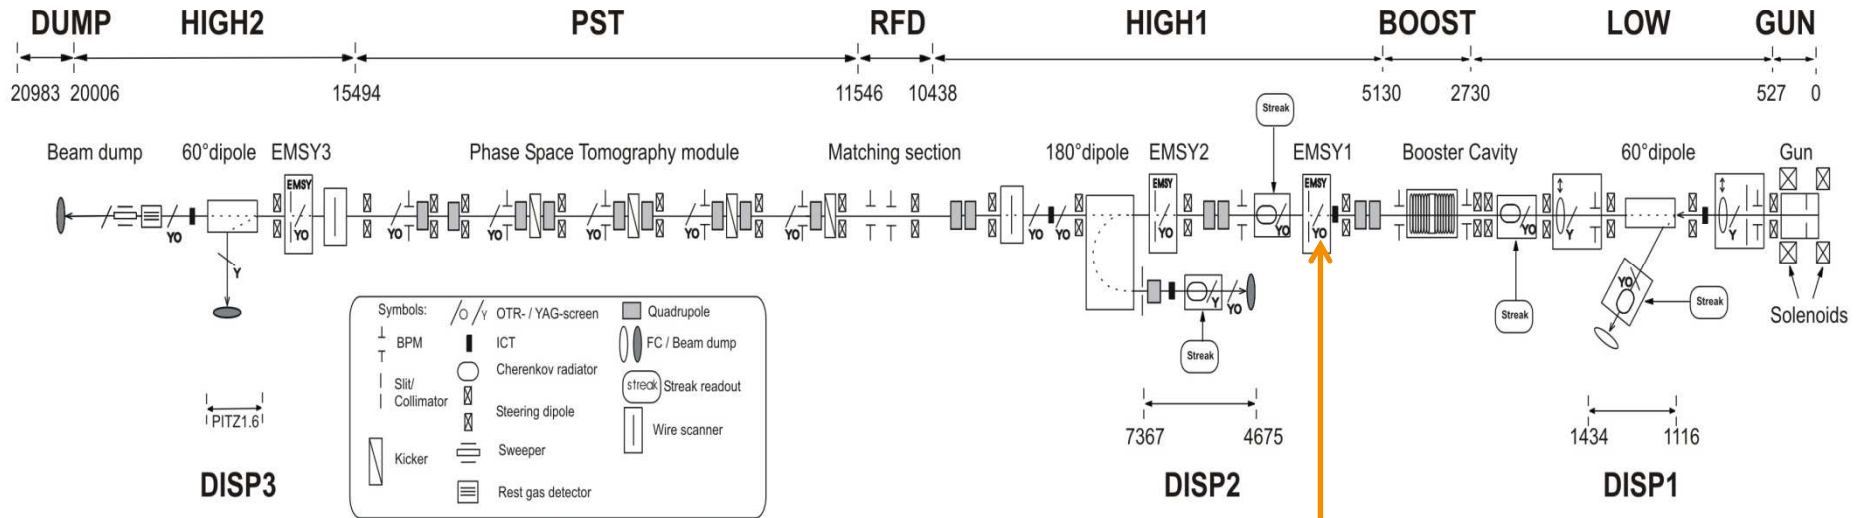 DUMP HIGH2 PST RFD HIGH1 BOOST LOW GUN
20983 20006 15494 11546 10438 5130 2730 527 0
Streak
Beam dump 60°dipole EMSY3 Phase Space Tomography module Matching section 180°dipole EMSY2 EMSY1 Booster Cavity 60°dipole Gun
EMSY EMSY EMSY
YO YO YO YO YO YO YO YO YO YO YO YO YO YO Y Y
Y YO
Y YO
Streak Streak
Solenoids
Streak
Symbols:
O Y OTR- / YAG-screen
Quadrupole
BPM
ICT
FC / Beam dump
Cherenkov radiator
Slit/
Collimator
streak Streak readout
Steering dipole
Wire scanner
Kicker
Sweeper
Rest gas detector
PITZ1.6
7367 4675
1434 1116
DISP3 DISP2 DISP1